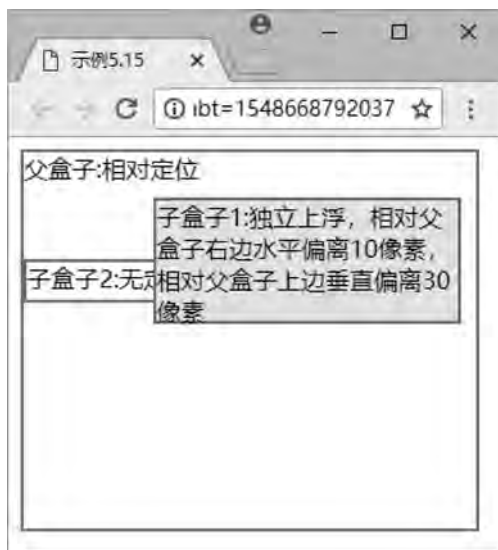 示例5.15
ibt=1548668792037
父盒子:相对定位
子盒子1:独立上浮，相对父
盒子右边水平偏离10像素，
相对父盒子上边垂直偏离30
像素
子盒子2:无定